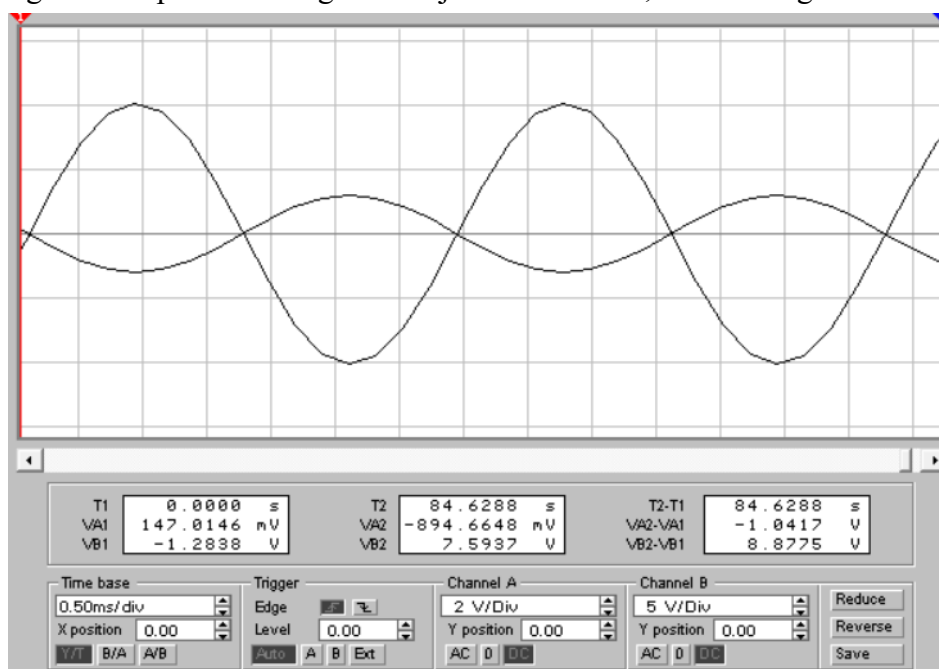 T1 0.0000 s T2 84.6288 s T2-T1 84.6288 s
VA1 147.0146 mV VA2 -894.6648 mV VA2-VA1 -1.0417 V
VB1 -1.2838 V VB2 7.5937 V VB2-VB1 8.8775 V
Time base Trigger Channel A Channel B
0.50ms/div Edge 2 V/Div 5 V/Div Reduce
X position 0.00 Level 0.00 Y position 0.00 Y position 0.00 Reverse
Y/T B/A A/B Auto A B Ext AC 0 DC AC 0 DC Save